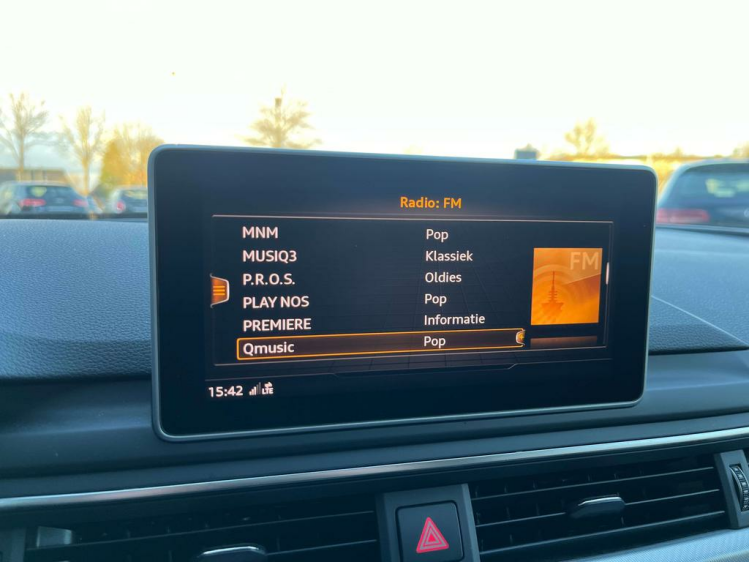 Radio: FM
MNM Pop
MUSIQ3 Klassiek
P.R.O.S. Oldies
PLAY NOS Pop
PREMIERE Informatie
Qmusic Pop
FM
15:42 LTE